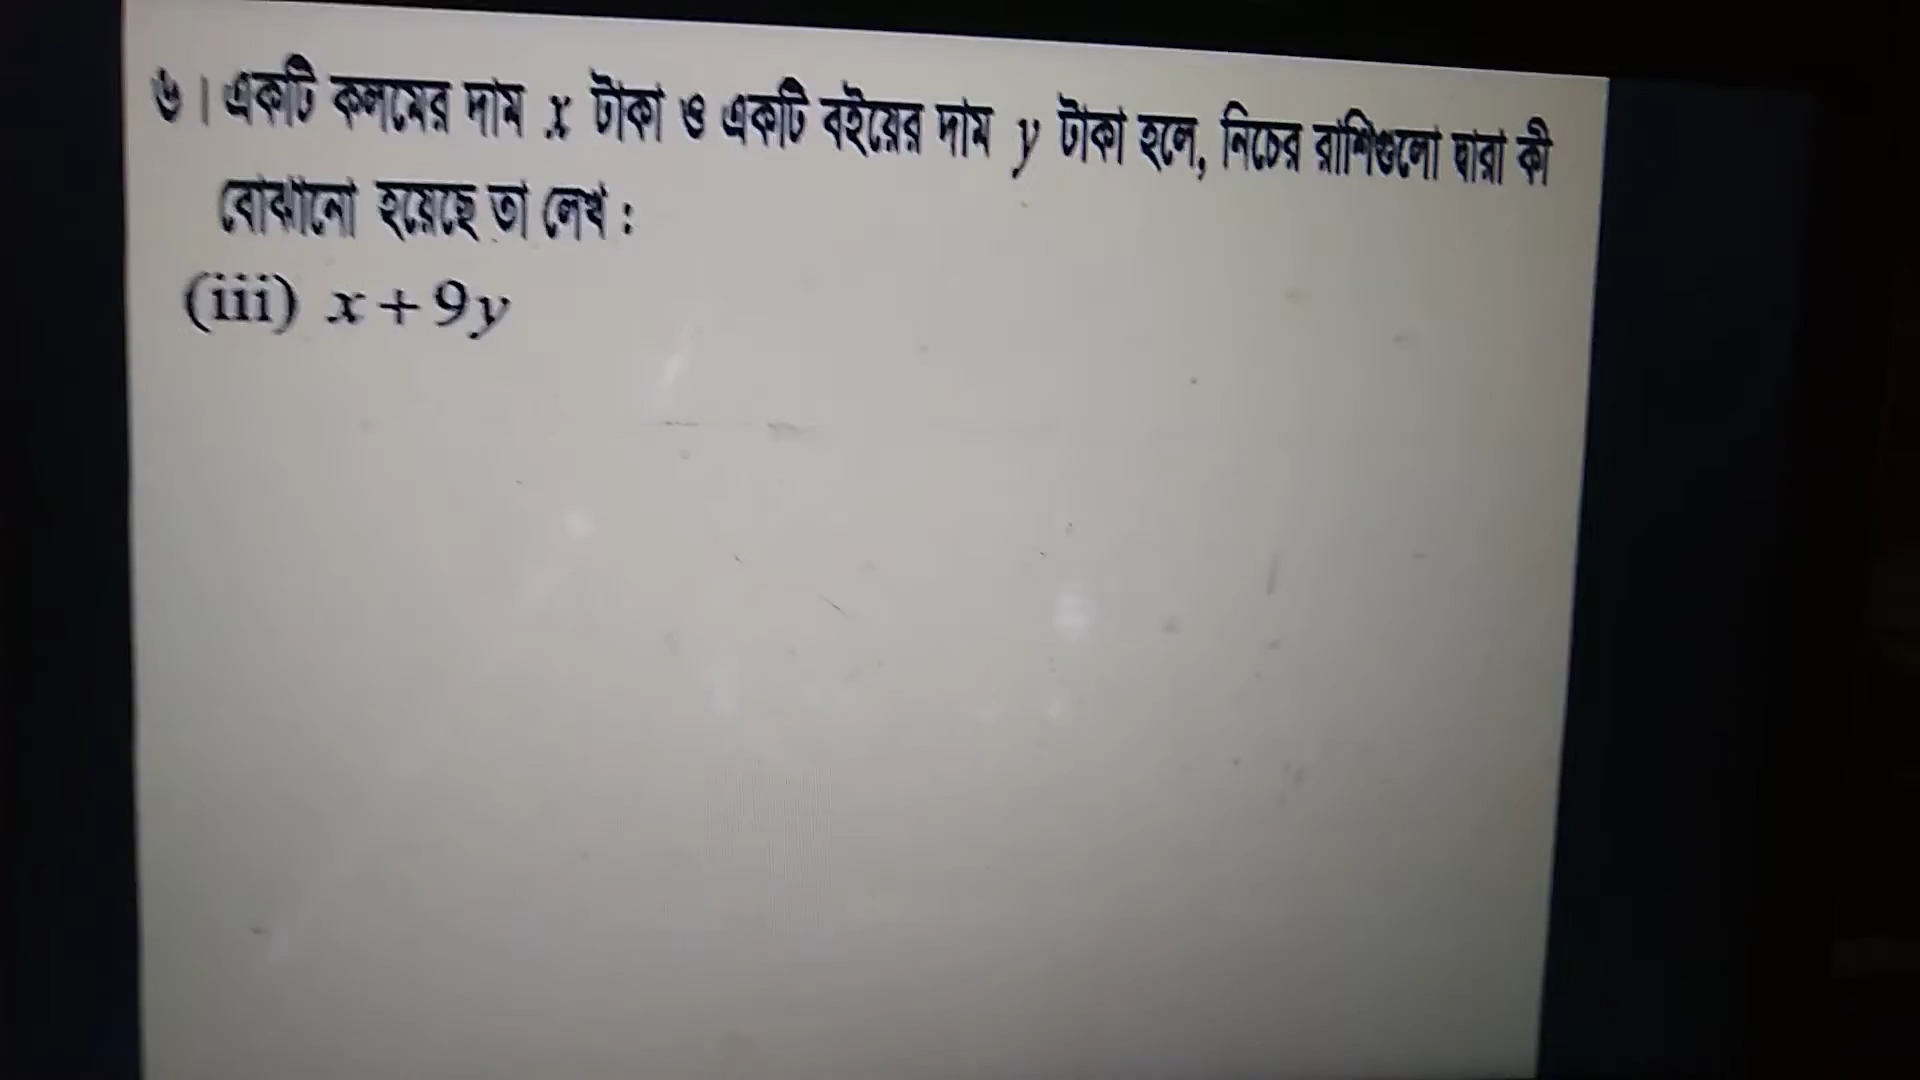 ৬। একটি কলমের দাম x টাকা ও একটি বইয়ের দাম y টাকা হলে, নিচের রাশিগুলো দ্বারা কী
বোঝানো হয়েছে তা লেখ :
(iii) x+9y